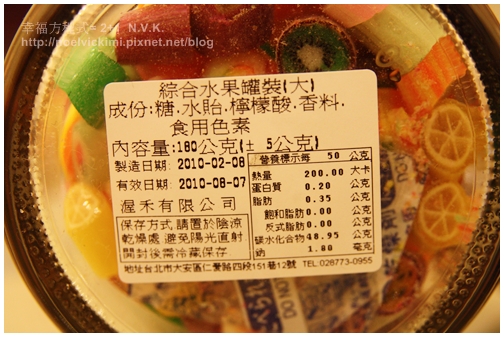 幸福方程式= 2+1 N.V.K.
http://noelvickimi.pixnet.net/blog
綜合水果罐裝(大)
成份:糖.水飴.檸檬酸.香料.
食用色素
內容量:180公克(± 5公克)
製造日期: 2010-02-08
有效日期: 2010-08-07
渥禾有限公司
保存方式:請置於陰涼
乾燥處 避免陽光直射
開封後需冷藏保存.
營養標示每 50 公克
熱量 200.00 大卡
蛋白質 0.20 公克
脂肪 0.35 公克
飽和脂肪 0.00 公克
反式脂肪 0.00 公克
碳水化合物 48.95 公克
鈉 1.80 毫克
地址台北市大安區仁愛路四段151巷12號 TEL:028773-0955